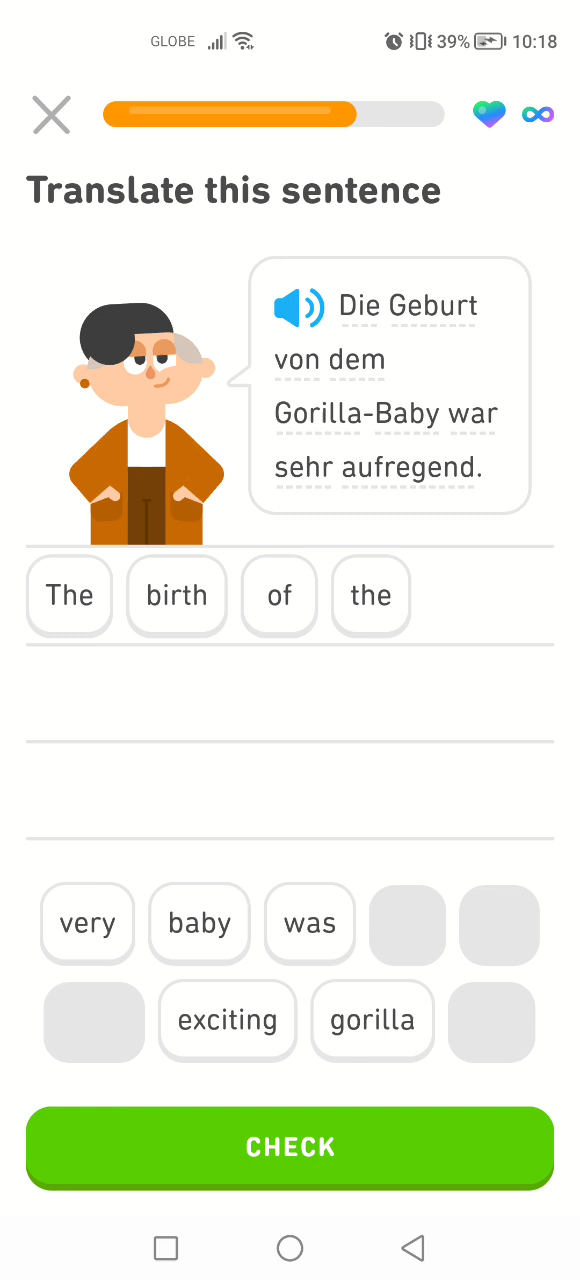 GLOBE 39% 10:18
Translate this sentence
Die Geburt
von dem
Gorilla-Baby war
sehr aufregend.
The birth of the
very baby was
exciting gorilla
CHECK